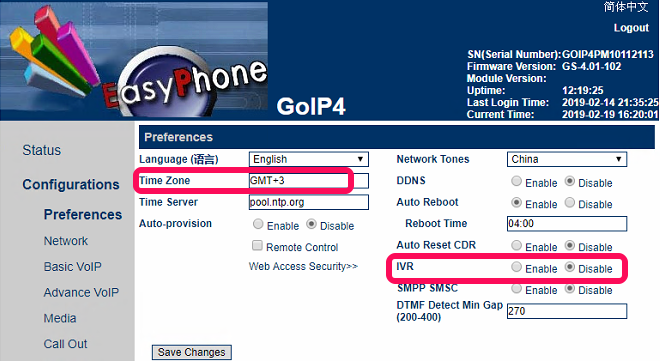 简体中文
Logout
EasyPhone
GoIP4
SN(Serial Number):GOIP4PM10112113
Firmware Version: GS-4.01-102
Module Version:
Uptime: 12:19:25
Last Login Time: 2019-02-14 21:35:25
Current Time: 2019-02-19 16:20:01
Status
Configurations
Preferences
Network
Basic VoIP
Advance VoIP
Media
Call Out
Preferences
Language (语言) English
Time Zone GMT+3
Time Server pool.ntp.org
Auto-provision Enable Disable
Remote Control
Web Access Security>>
Network Tones China
DDNS Enable Disable
Auto Reboot Enable Disable
Reboot Time 04:00
Auto Reset CDR Enable Disable
IVR Enable Disable
SMPP SMSC Enable Disable
DTMF Detect Min Gap
(200-400) 270
Save Changes